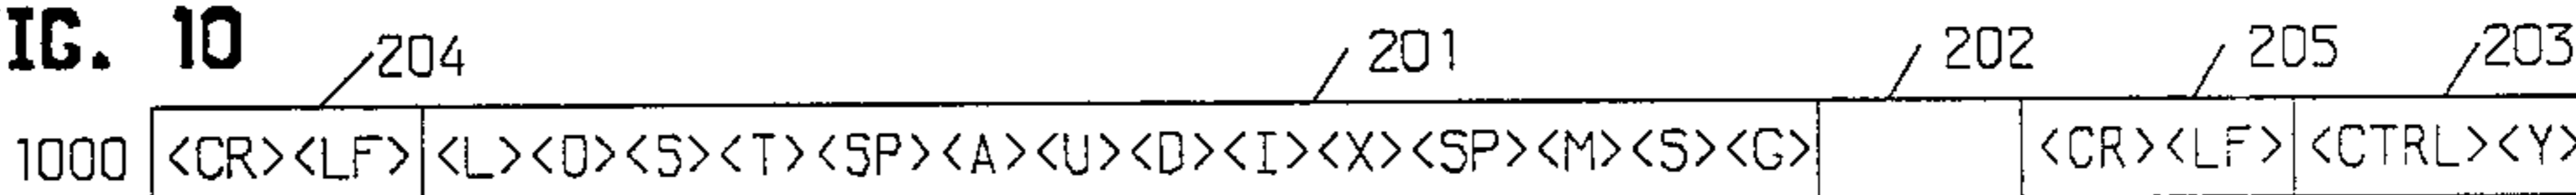 IG. 10
204 201 202 205 203
1000 <CR><LF> <L><O><S><T><SP><A><U><D><I><X><SP><M><S><G> <CR><LF> <CTRL><Y>